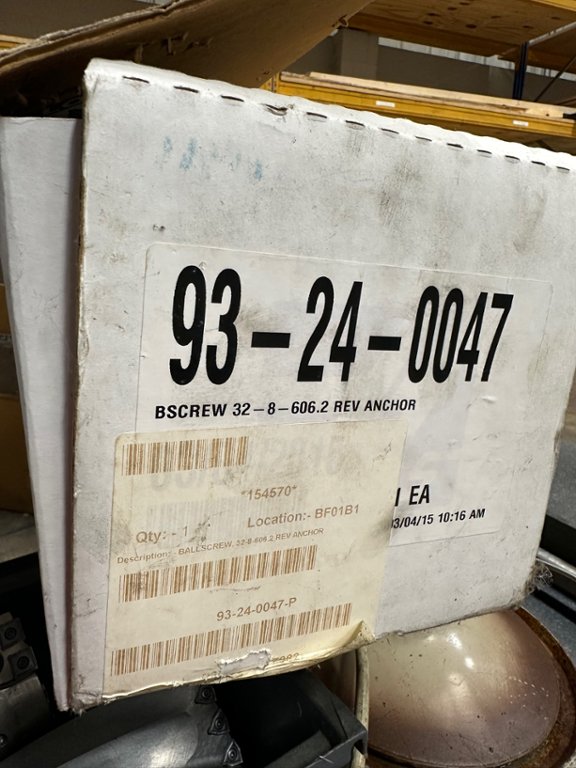 93-24-0047
BSCREW 32-8-606.2 REV ANCHOR
1 EA
03/04/15 10:16 AM
*154570*
Qty: - 1
Location:- BF01B1
Description: - BALLSCREW, 32-8-606.2 REV ANCHOR
93-24-0047-P